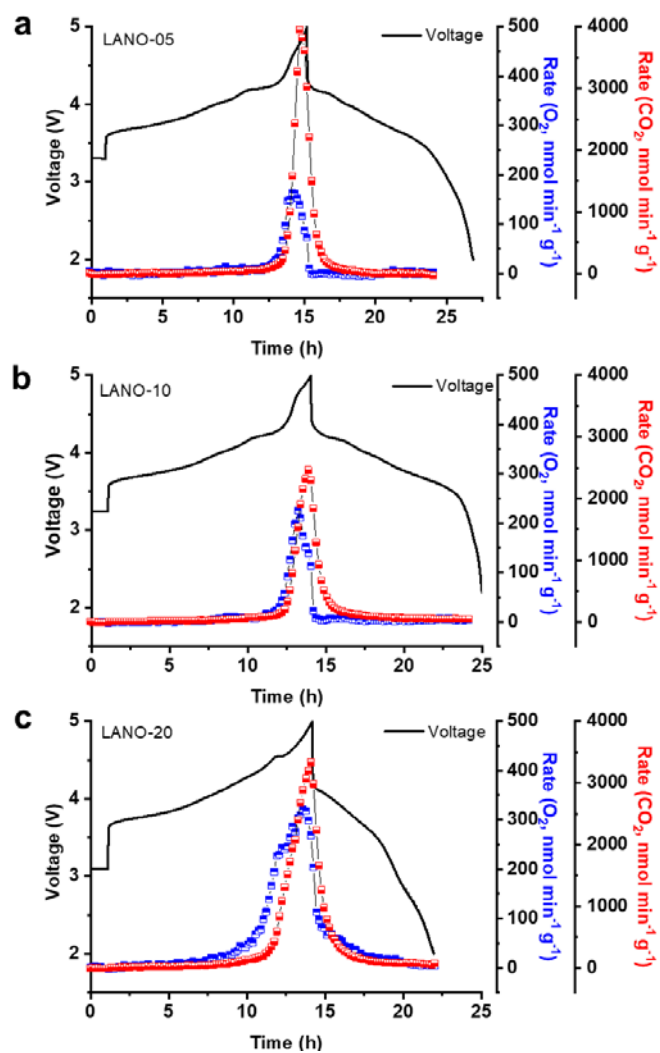 a
LANO-05
Voltage
5
4
3
2
Voltage (V)
0 5 10 15 20 25
Time (h)
500
400
300
200
100
0
Rate (O₂, nmol min⁻¹ g⁻¹)
4000
3000
2000
1000
0
Rate (CO₂, nmol min⁻¹ g⁻¹)
b
LANO-10
Voltage
5
4
3
2
Voltage (V)
0 5 10 15 20 25
Time (h)
500
400
300
200
100
0
Rate (O₂, nmol min⁻¹ g⁻¹)
4000
3000
2000
1000
0
Rate (CO₂, nmol min⁻¹ g⁻¹)
c
LANO-20
Voltage
5
4
3
2
Voltage (V)
0 5 10 15 20 25
Time (h)
500
400
300
200
100
0
Rate (O₂, nmol min⁻¹ g⁻¹)
4000
3000
2000
1000
0
Rate (CO₂, nmol min⁻¹ g⁻¹)